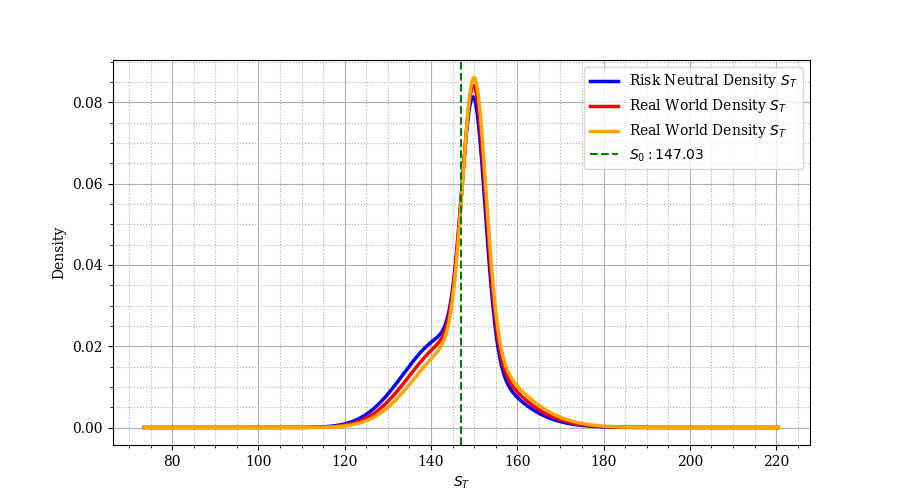 Risk Neutral Density S_T
Real World Density S_T
Real World Density S_T
S_0 : 147.03
Density
0.08
0.06
0.04
0.02
0.00
80 100 120 140 160 180 200 220
S_T